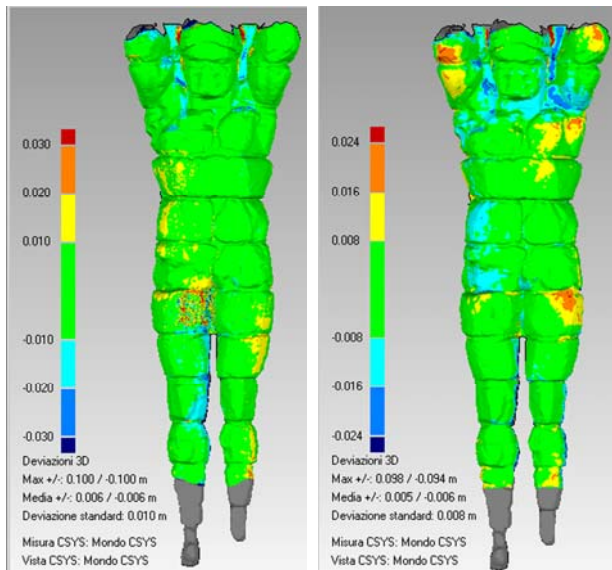 0.030
0.020
0.010
-0.010
-0.020
-0.030
Deviazioni 3D
Max +/-: 0.100 / -0.100 m
Media +/-: 0.006 / -0.006 m
Deviazione standard: 0.010 m
Misura CSYS: Mondo CSYS
Vista CSYS: Mondo CSYS
0.024
0.016
0.008
-0.008
-0.016
-0.024
Deviazioni 3D
Max +/-: 0.098 / -0.094 m
Media +/-: 0.005 / -0.006 m
Deviazione standard: 0.008 m
Misura CSYS: Mondo CSYS
Vista CSYS: Mondo CSYS